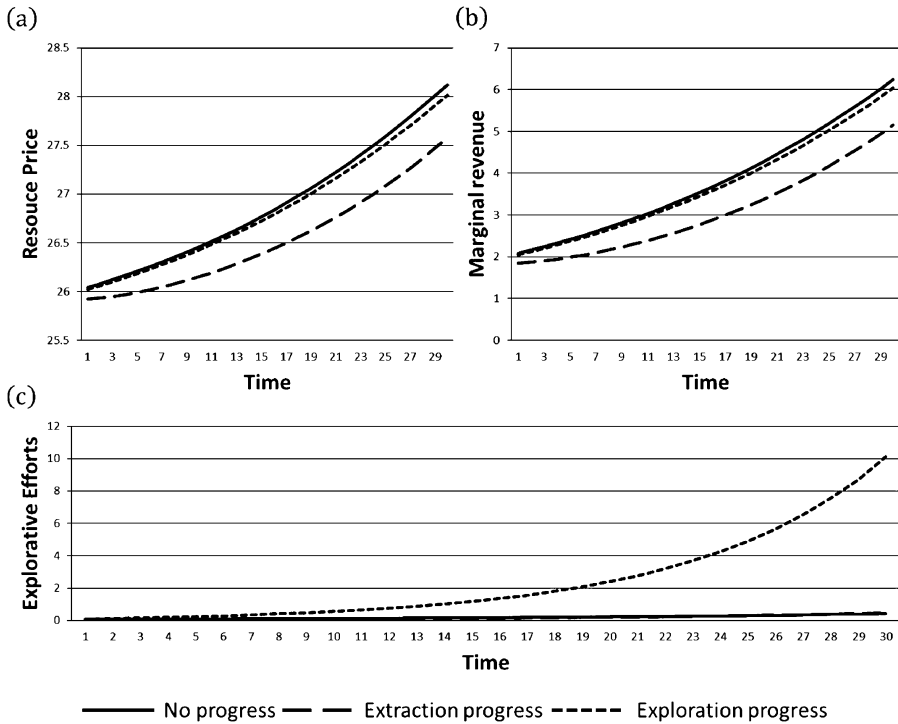 (a)
28.5
28
27.5
27
26.5
26
25.5
Resouce Price
1 3 5 7 9 11 13 15 17 19 21 23 25 27 29
Time
(b)
7
6
5
4
3
2
1
0
Marginal revenue
1 3 5 7 9 11 13 15 17 19 21 23 25 27 29
Time
(c)
12
10
8
6
4
2
0
Explorative Efforts
1 2 3 4 5 6 7 8 9 10 11 12 13 14 15 16 17 18 19 20 21 22 23 24 25 26 27 28 29 30
Time
No progress Extraction progress Exploration progress